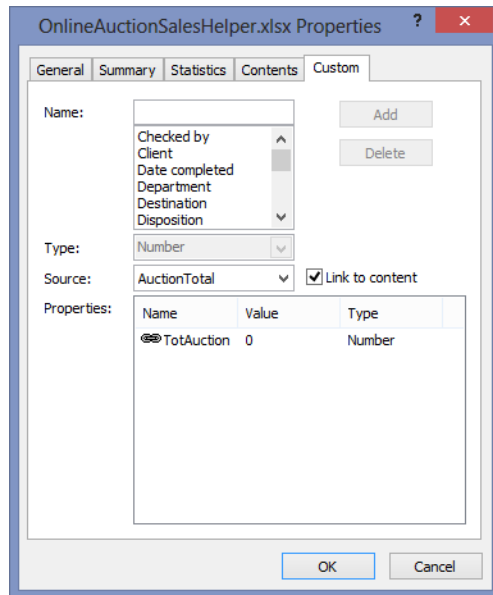 OnlineAuctionSalesHelper.xlsx Properties ?
General Summary Statistics Contents Custom
Name:
Add
Checked by
Client
Date completed
Department
Destination
Disposition
Delete
Type: Number
Source: AuctionTotal Link to content
Properties: Name Value Type
TotAuction 0 Number
OK Cancel